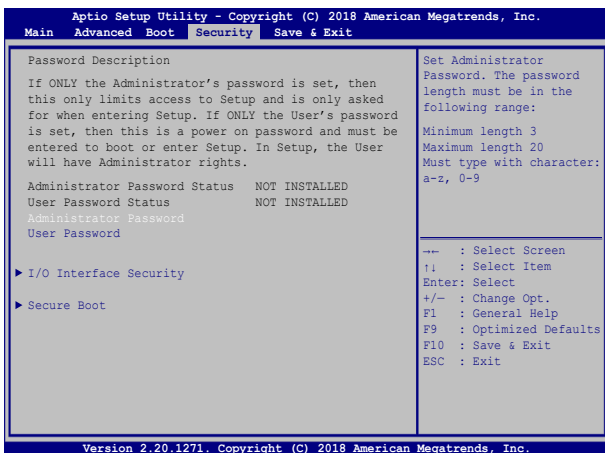 Aptio Setup Utility - Copyright (C) 2018 American Megatrends, Inc.
Main Advanced Boot Security Save & Exit
Password Description
If ONLY the Administrator's password is set, then
this only limits access to Setup and is only asked
for when entering Setup. If ONLY the User's password
is set, then this is a power on password and must be
entered to boot or enter Setup. In Setup, the User
will have Administrator rights.
Administrator Password Status NOT INSTALLED
User Password Status NOT INSTALLED
Administrator Password
User Password
▶ I/O Interface Security
▶ Secure Boot
Set Administrator
Password. The password
length must be in the
following range:
Minimum length 3
Maximum length 20
Must type with character:
a-z, 0-9
→← : Select Screen
↑↓ : Select Item
Enter: Select
+/— : Change Opt.
F1 : General Help
F9 : Optimized Defaults
F10 : Save & Exit
ESC : Exit
Version 2.20.1271. Copyright (C) 2018 American Megatrends, Inc.